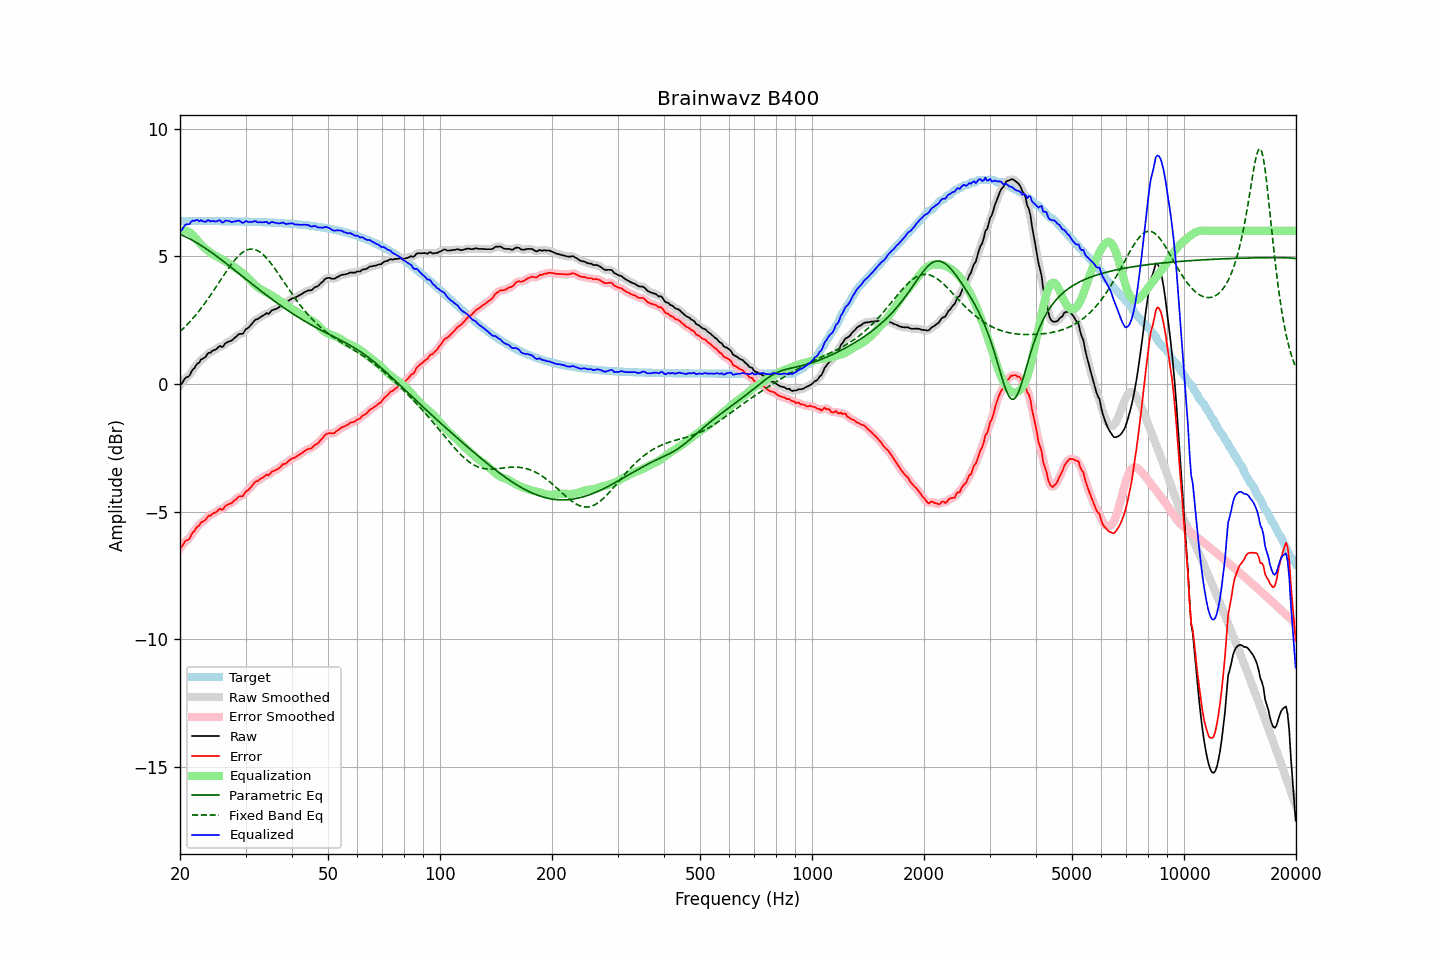 Brainwavz B400
Amplitude (dBr)
10
5
0
−5
−10
−15
Target
Raw Smoothed
Error Smoothed
Raw
Error
Equalization
Parametric Eq
Fixed Band Eq
Equalized
20 50 100 200 500 1000 2000 5000 10000 20000
Frequency (Hz)